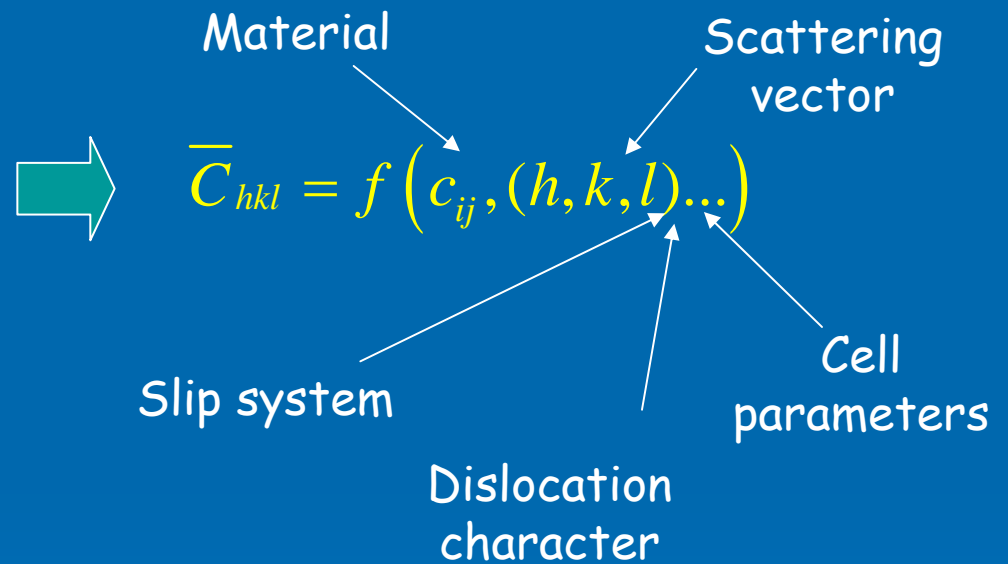 Material
Scattering
vector
C̅hkl = f(cij,(h,k,l)...)
Slip system
Cell
parameters
Dislocation
character